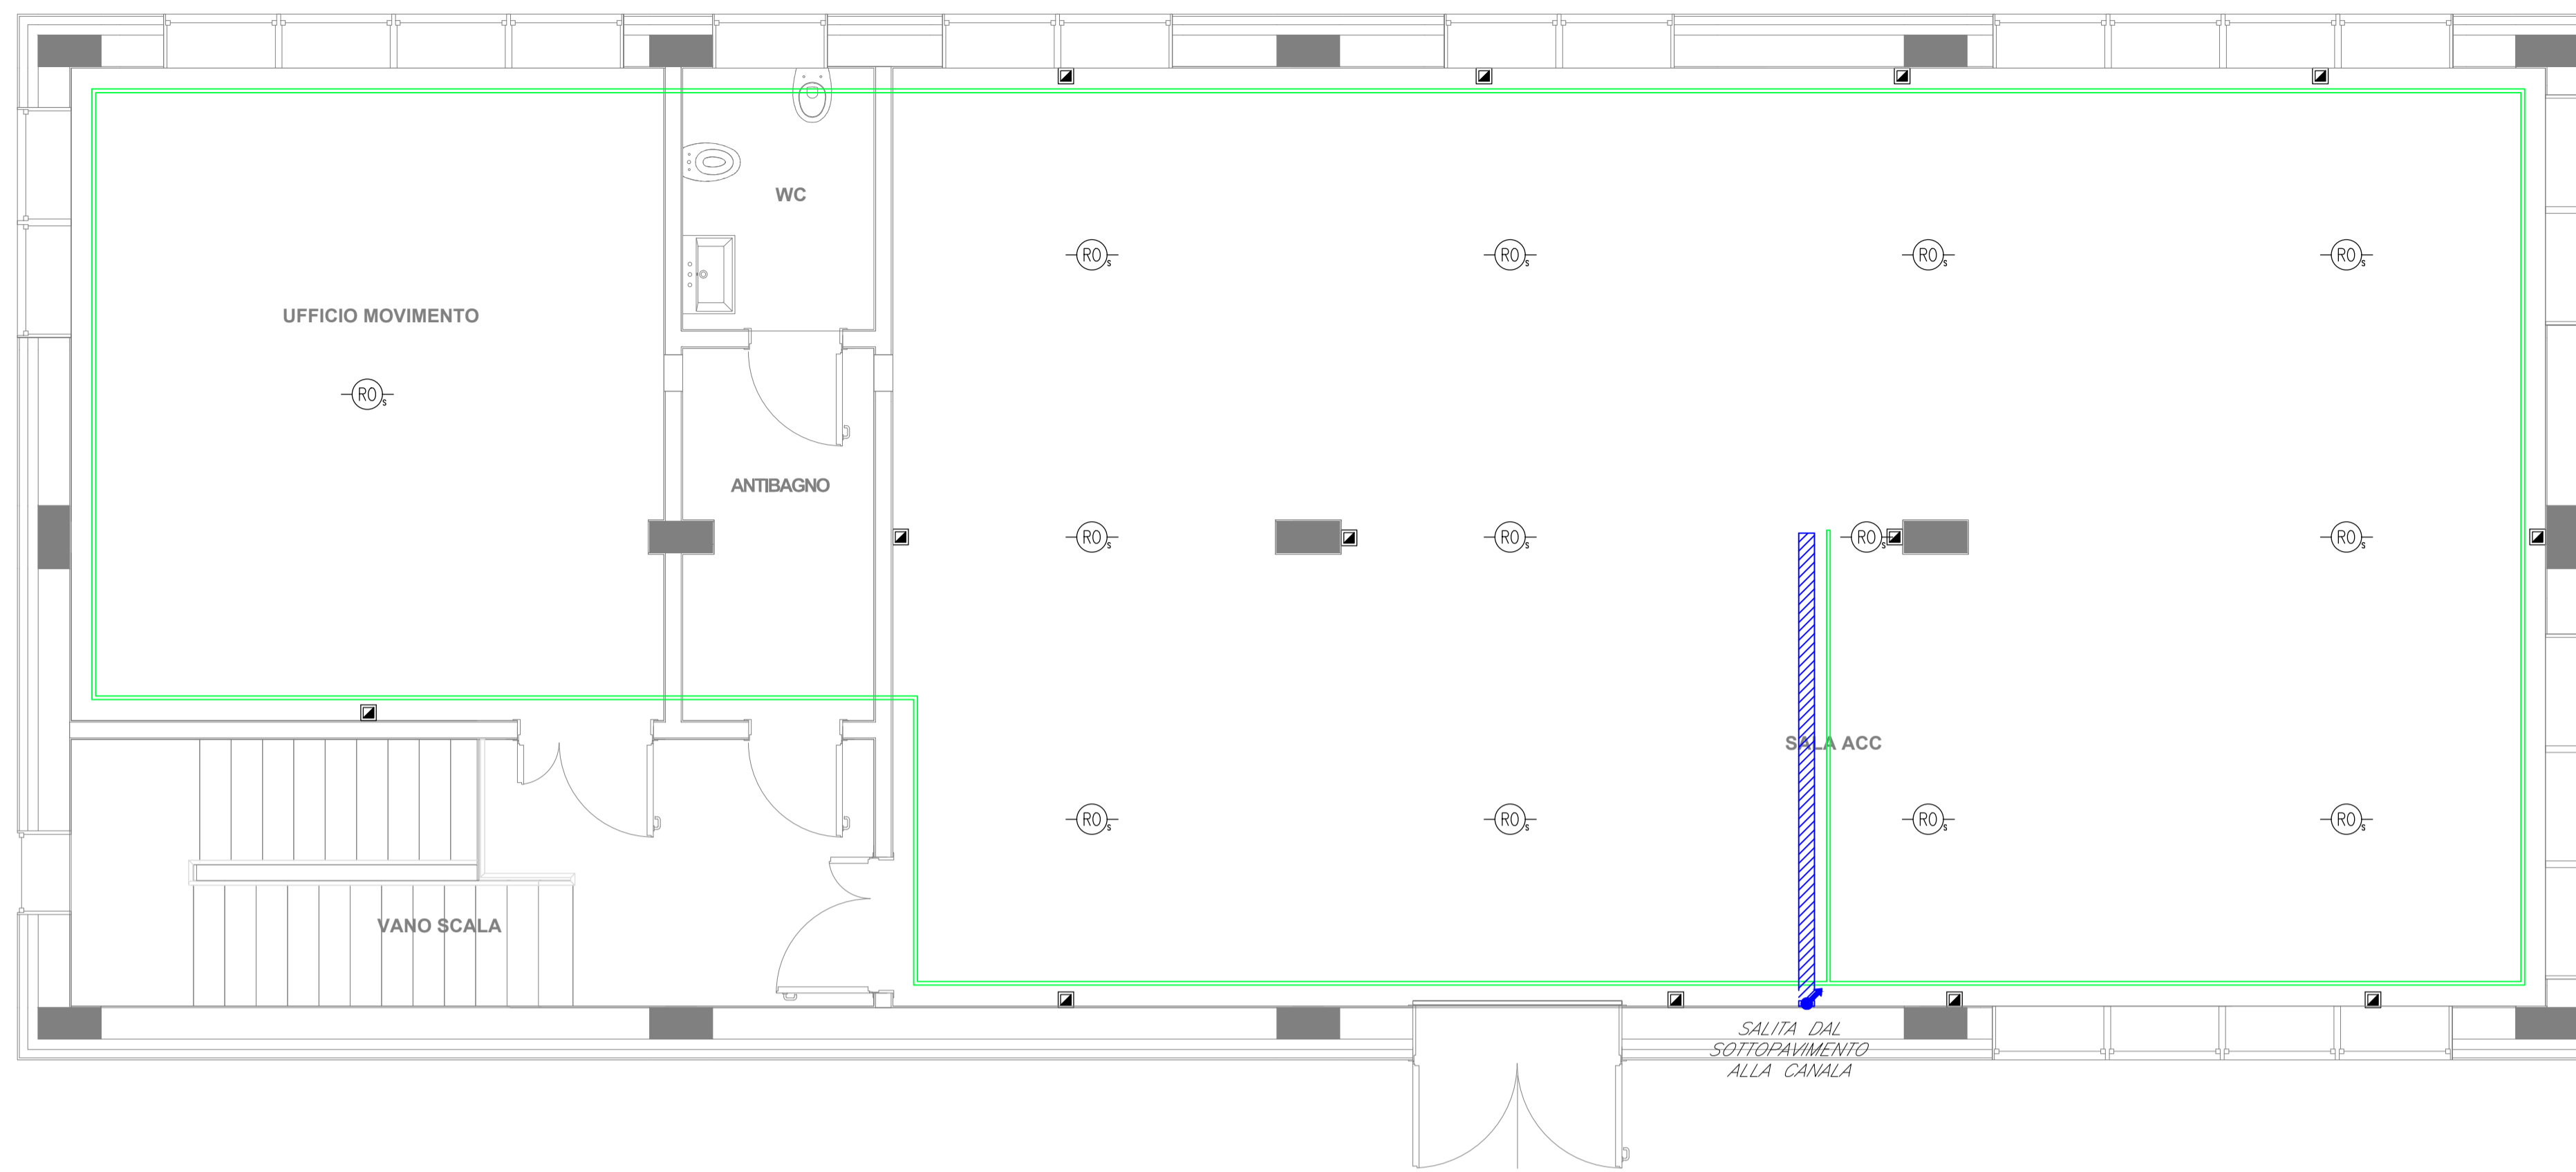 WC
RO s
RO s
RO s
RO s
UFFICIO MOVIMENTO
RO s
ANTIBAGNO
RO s
RO s
RO s
RO s
SALA ACC
RO s
RO s
RO s
RO s
VANO SCALA
SALITA DAL
SOTTOPAVIMENTO
ALLA CANALA